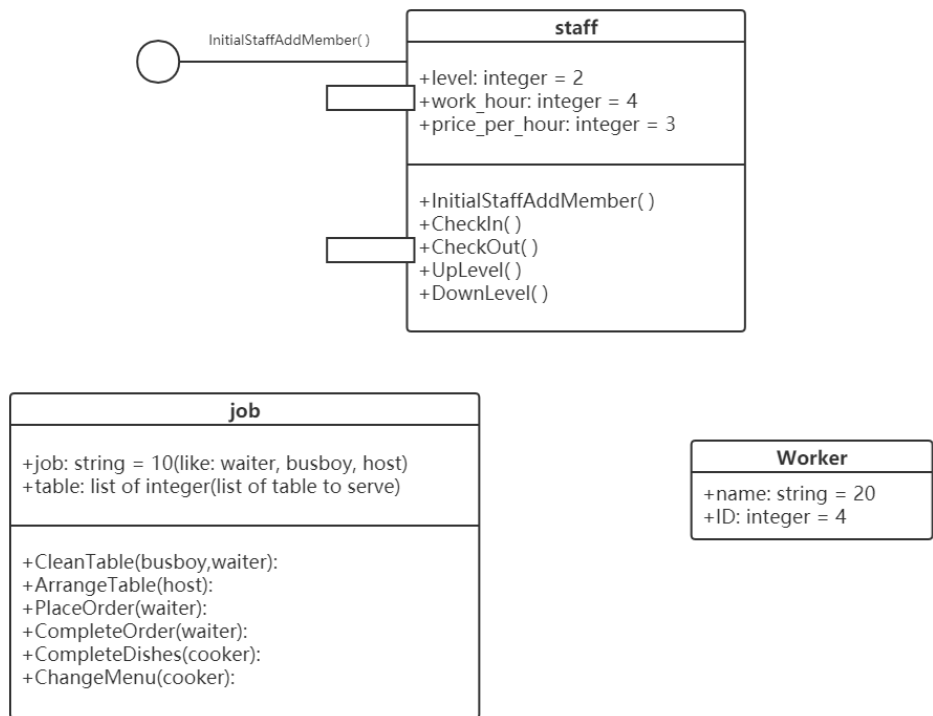 InitialStaffAddMember( )
staff
+level: integer = 2
+work_hour: integer = 4
+price_per_hour: integer = 3
+InitialStaffAddMember( )
+CheckIn( )
+CheckOut( )
+UpLevel( )
+DownLevel( )
job
+job: string = 10(like: waiter, busboy, host)
+table: list of integer(list of table to serve)
+CleanTable(busboy,waiter):
+ArrangeTable(host):
+PlaceOrder(waiter):
+CompleteOrder(waiter):
+CompleteDishes(cooker):
+ChangeMenu(cooker):
Worker
+name: string = 20
+ID: integer = 4